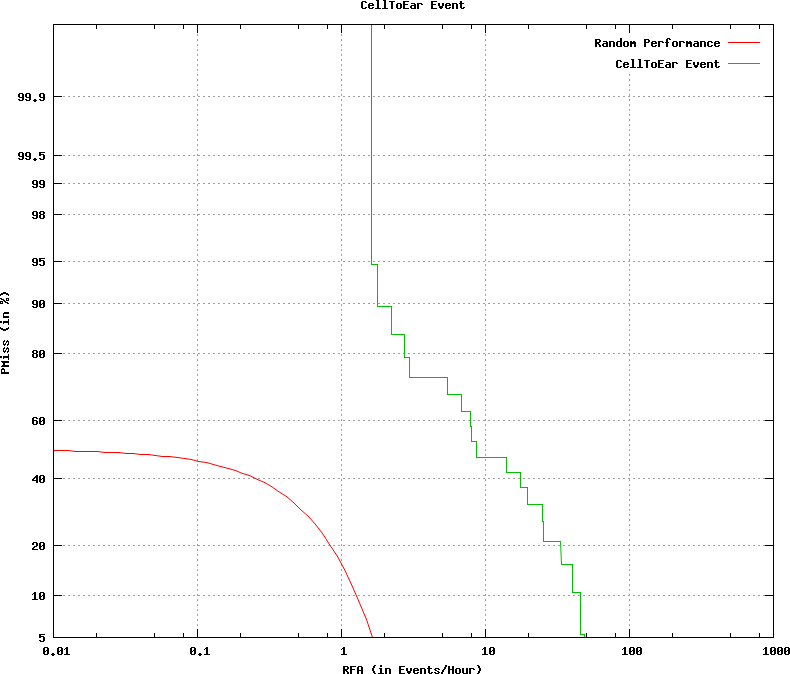 CellToEar Event
Random Performance
CellToEar Event
99.9
99.5
99
98
95
90
80
60
40
20
10
5
PMiss (in %)
0.01 0.1 1 10 100 1000
RFA (in Events/Hour)